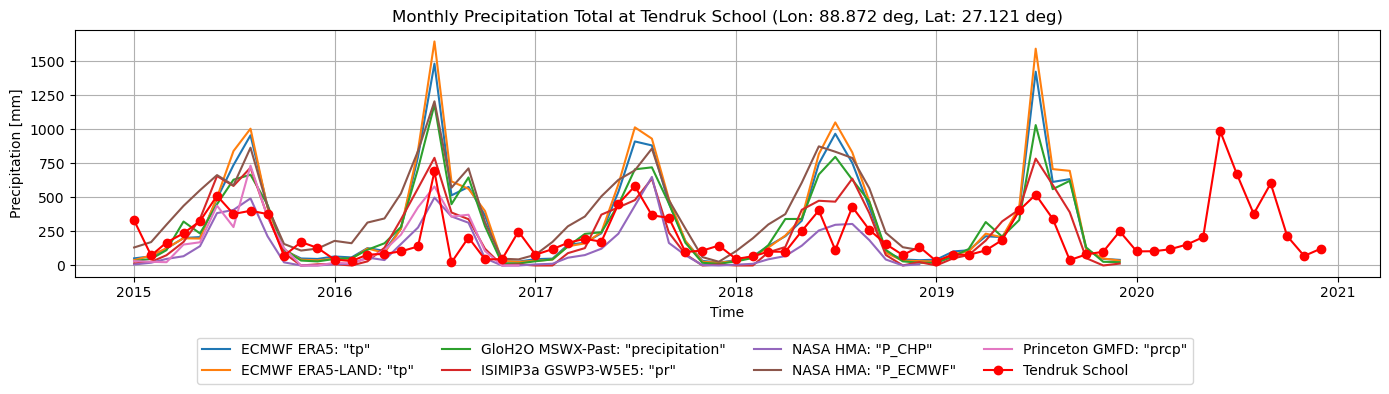 Monthly Precipitation Total at Tendruk School (Lon: 88.872 deg, Lat: 27.121 deg)
Precipitation [mm]
1500
1250
1000
750
500
250
0
2015 2016 2017 2018 2019 2020 2021
Time
ECMWF ERA5: "tp" GloH2O MSWX-Past: "precipitation" NASA HMA: "P_CHP" Princeton GMFD: "prcp"
ECMWF ERA5-LAND: "tp" ISIMIP3a GSWP3-W5E5: "pr" NASA HMA: "P_ECMWF" Tendruk School